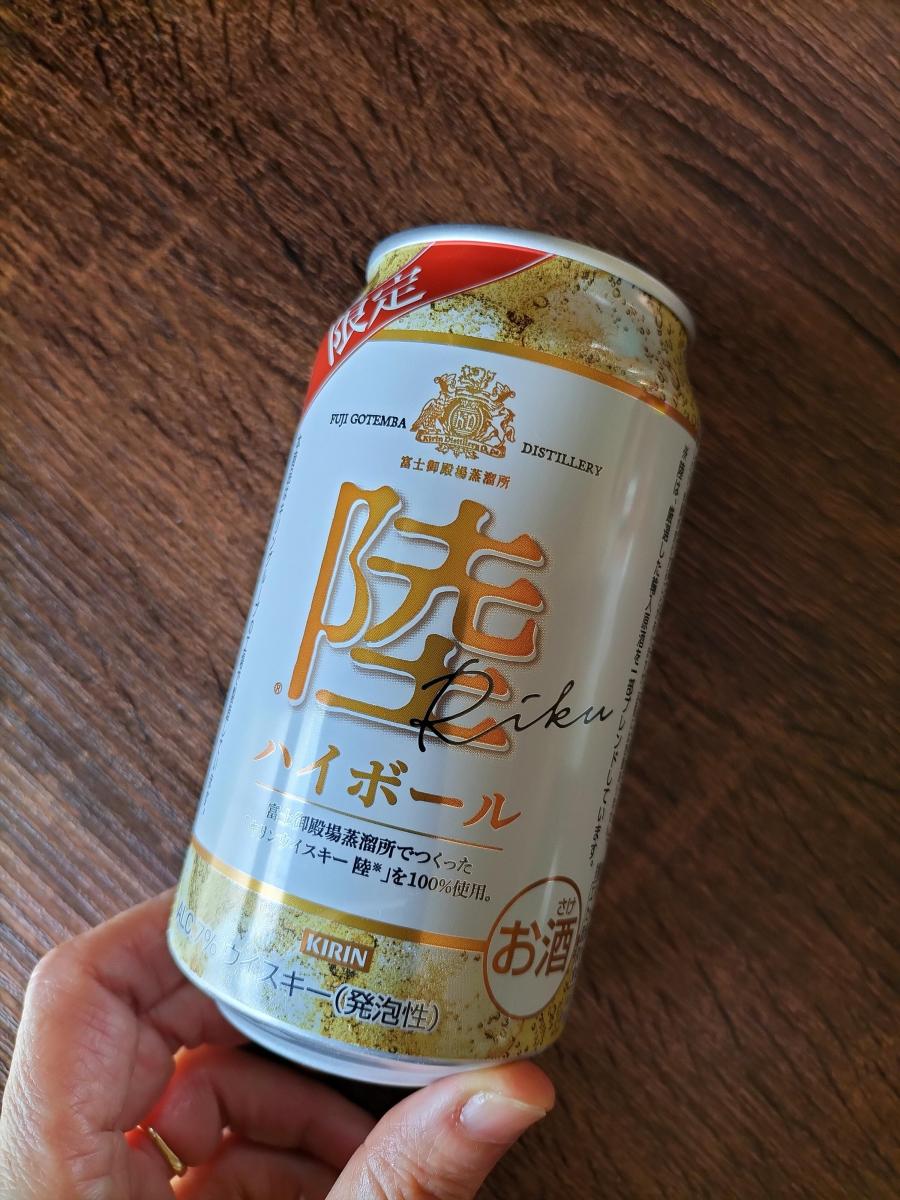 限定
FUJI GOTEMBA
DISTILLERY
Kirin Distillery
富士御殿場蒸溜所
陸
Riku
®
ハイボール
富士御殿場蒸溜所でつくった
「キリンウイスキー 陸※」を100%使用。
さけ
お酒
KIRIN
ALC.7% ウイスキー(発泡性)